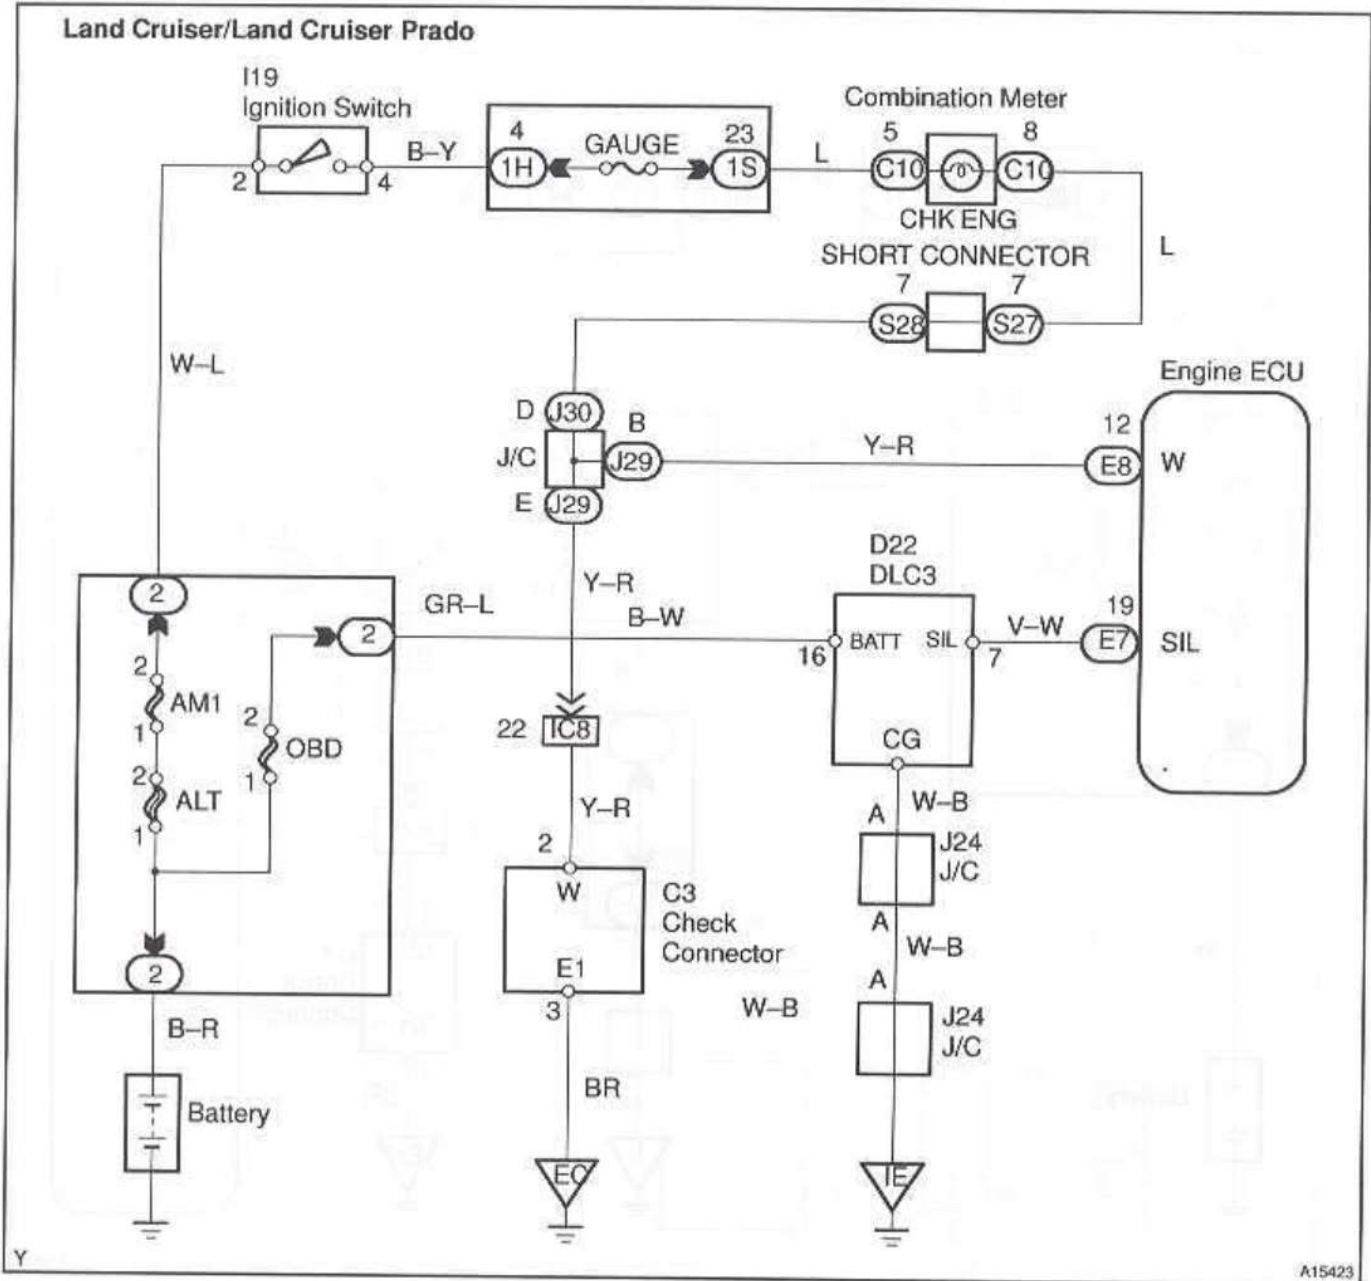 Land Cruiser/Land Cruiser Prado
I19
Ignition Switch
2
4
B–Y
4
1H
GAUGE
23
1S
L
Combination Meter
5
C10
8
C10
CHK ENG
L
SHORT CONNECTOR
7
S28
7
S27
W–L
Engine ECU
D
J30
J/C
B
J29
E
J29
Y–R
12
E8
W
Y–R
D22
DLC3
2
GR–L
2
B–W
16
BATT
SIL
7
V–W
19
E7
SIL
2
AM1
1
2
OBD
1
2
ALT
1
22
IC8
CG
W–B
Y–R
A
J24
J/C
A
2
W
C3
Check
Connector
E1
3
W–B
A
J24
J/C
W–B
2
B–R
Battery
BR
EC
IE
Y
A15423